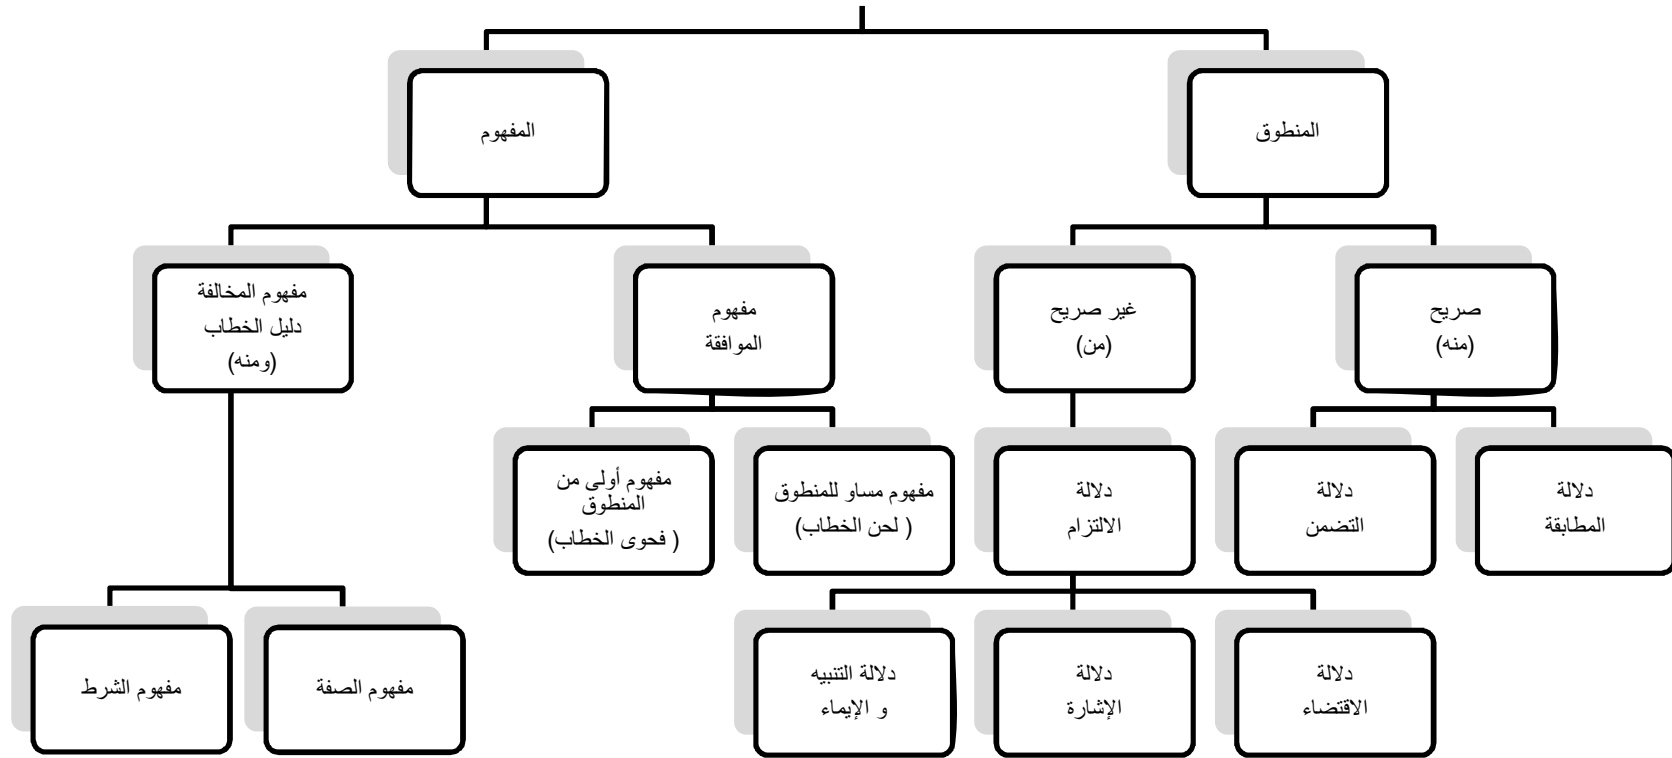 المنطوق
المفهوم
صريح
(منه)
غير صريح
(من)
مفهوم
الموافقة
مفهوم المخالفة
دليل الخطاب
(ومنه)
دلالة
المطابقة
دلالة
التضمن
دلالة
الالتزام
مفهوم مساو للمنطوق
( لحن الخطاب)
مفهوم أولى من
المنطوق
( فحوى الخطاب)
دلالة
الاقتضاء
دلالة
الإشارة
دلالة التنبيه
و الإيماء
مفهوم الصفة
مفهوم الشرط